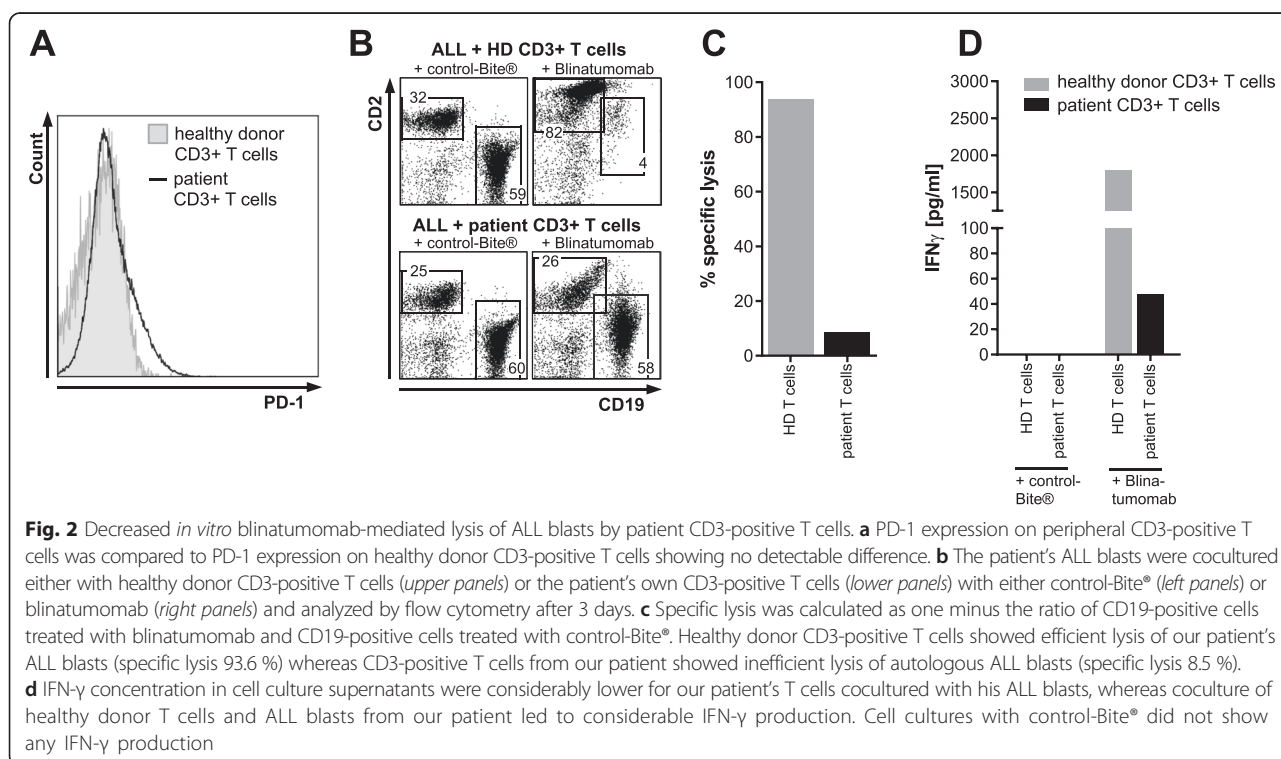 A
Count
healthy donor
CD3+ T cells
patient
CD3+ T cells
PD-1
B
ALL + HD CD3+ T cells
+ control-Bite®
+ Blinatumomab
CD2
32
59
82
4
ALL + patient CD3+ T cells
+ control-Bite®
+ Blinatumomab
25
60
26
58
CD19
C
% specific lysis
100
80
60
40
20
0
HD T cells
patient T cells
D
healthy donor CD3+ T cells
patient CD3+ T cells
IFNγ [pg/ml]
3000
2500
2000
1500
100
80
60
40
20
0
HD T cells
patient T cells
HD T cells
patient T cells
+ control-
Bite®
+ Blina-
tumomab
Fig. 2 Decreased in vitro blinatumomab-mediated lysis of ALL blasts by patient CD3-positive T cells. a PD-1 expression on peripheral CD3-positive T
cells was compared to PD-1 expression on healthy donor CD3-positive T cells showing no detectable difference. b The patient's ALL blasts were cocultured
either with healthy donor CD3-positive T cells (upper panels) or the patient's own CD3-positive T cells (lower panels) with either control-Bite® (left panels) or
blinatumomab (right panels) and analyzed by flow cytometry after 3 days. c Specific lysis was calculated as one minus the ratio of CD19-positive cells
treated with blinatumomab and CD19-positive cells treated with control-Bite®. Healthy donor CD3-positive T cells showed efficient lysis of our patient's
ALL blasts (specific lysis 93.6 %) whereas CD3-positive T cells from our patient showed inefficient lysis of autologous ALL blasts (specific lysis 8.5 %).
d IFN-γ concentration in cell culture supernatants were considerably lower for our patient's T cells cocultured with his ALL blasts, whereas coculture of
healthy donor T cells and ALL blasts from our patient led to considerable IFN-γ production. Cell cultures with control-Bite® did not show
any IFN-γ production